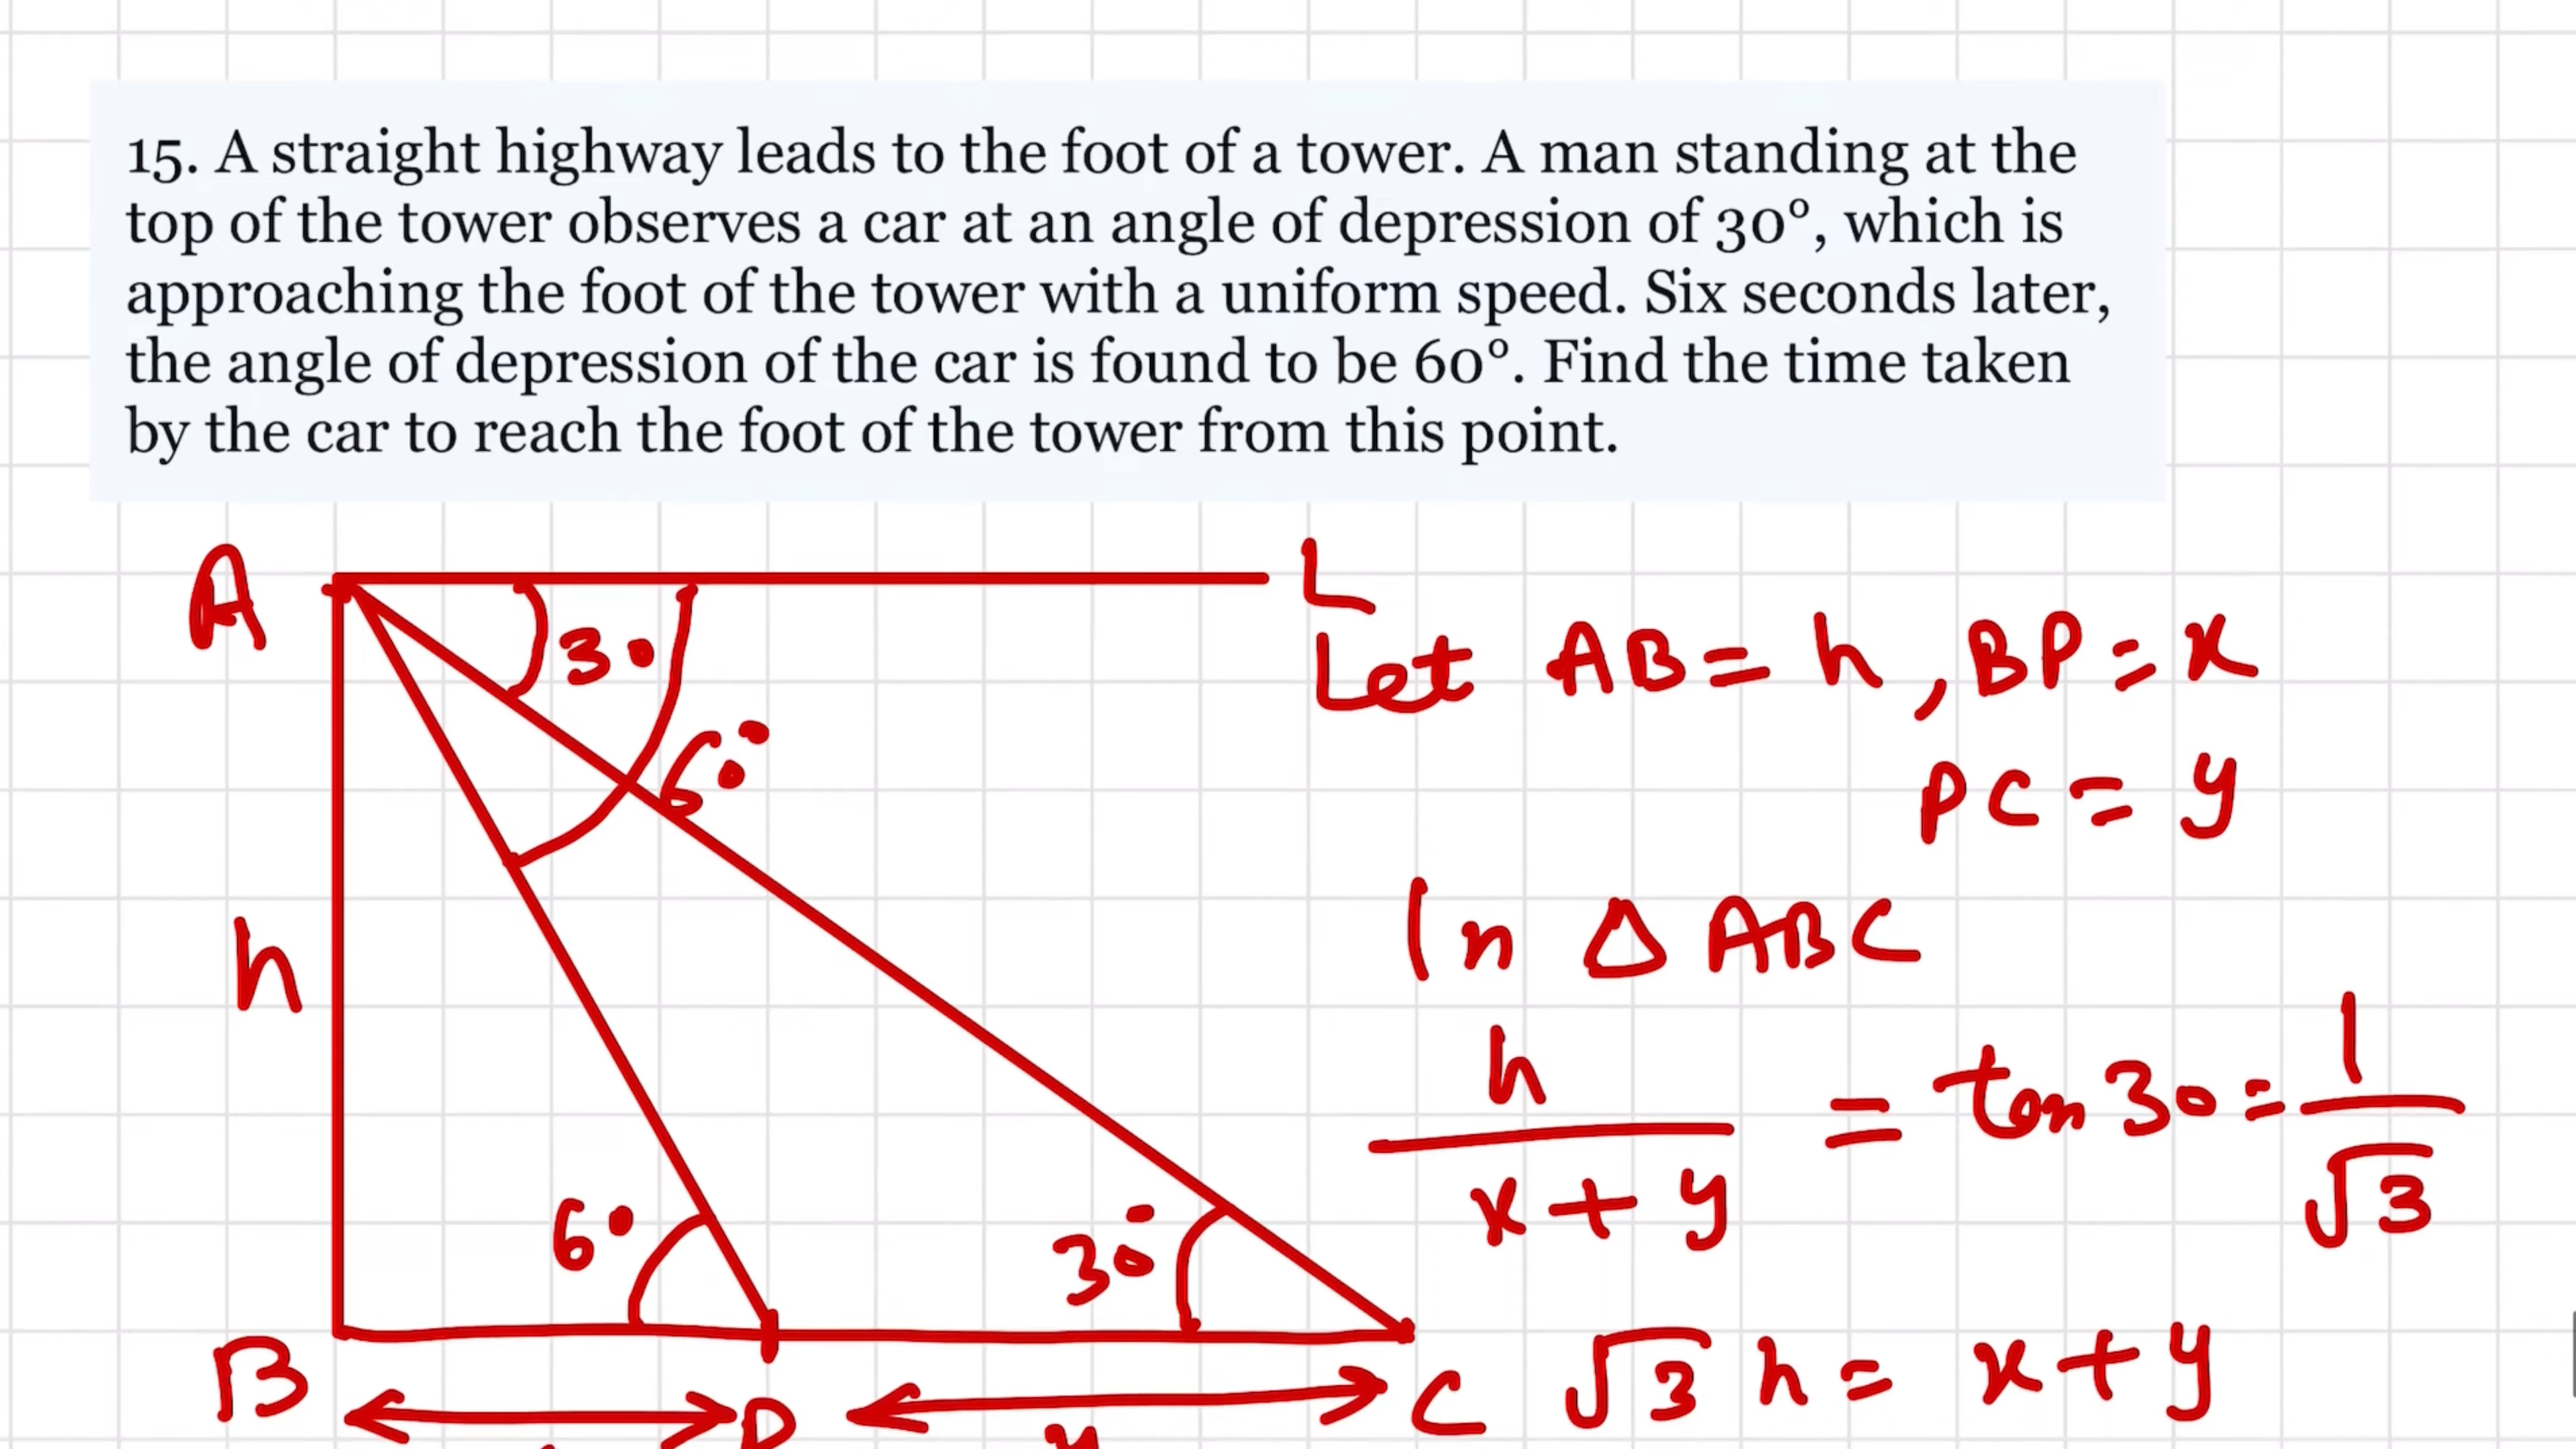 15. A straight highway leads to the foot of a tower. A man standing at the
top of the tower observes a car at an angle of depression of 30°, which is
approaching the foot of the tower with a uniform speed. Six seconds later,
the angle of depression of the car is found to be 60°. Find the time taken
by the car to reach the foot of the tower from this point.
A
L
30
60°
Let AB = h, BP = x
PC = y
In △ ABC
h
h/(x + y) = tan 30 = 1/√3
60
30°
B
P
C
y
√3 h = x + y